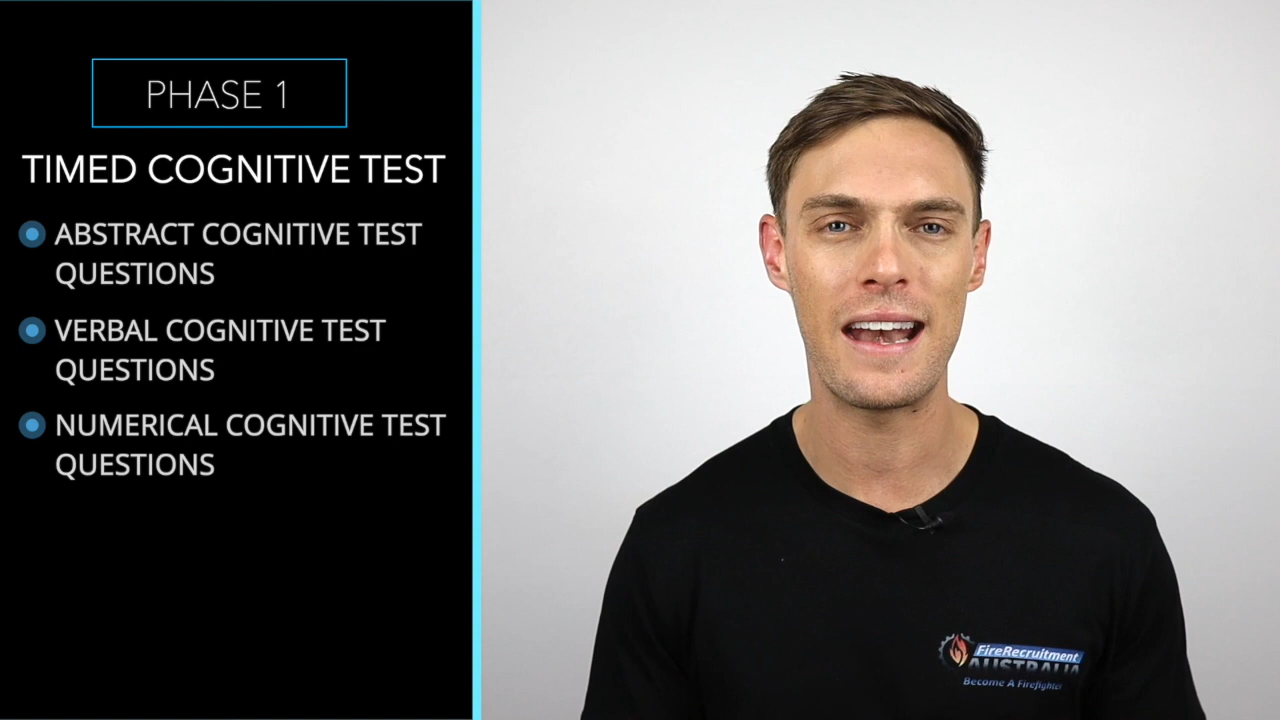 PHASE 1
TIMED COGNITIVE TEST
ABSTRACT COGNITIVE TEST
QUESTIONS
VERBAL COGNITIVE TEST
QUESTIONS
NUMERICAL COGNITIVE TEST
QUESTIONS
FireRecruitment
AUSTRALIA
Become A Firefighter